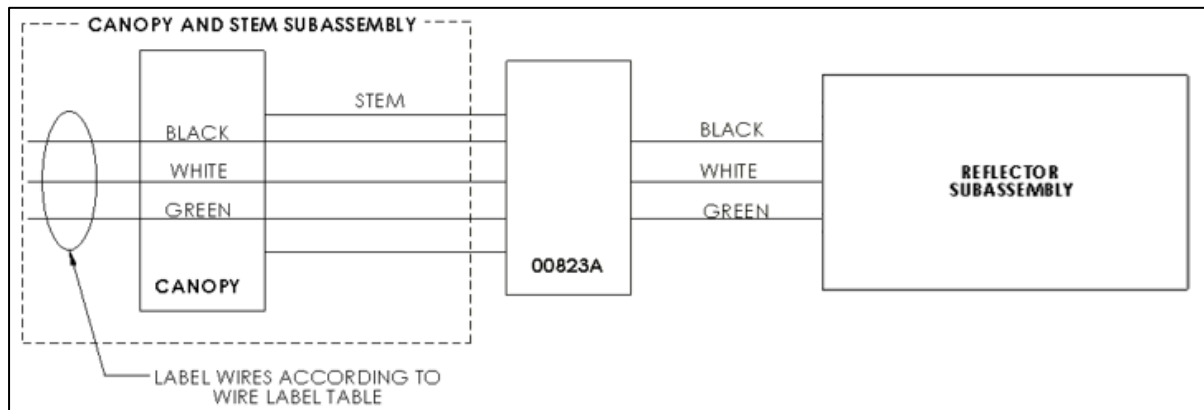 CANOPY AND STEM SUBASSEMBLY
STEM
BLACK
WHITE
GREEN
CANOPY
00823A
BLACK
WHITE
GREEN
REFLECTOR
SUBASSEMBLY
LABEL WIRES ACCORDING TO
WIRE LABEL TABLE